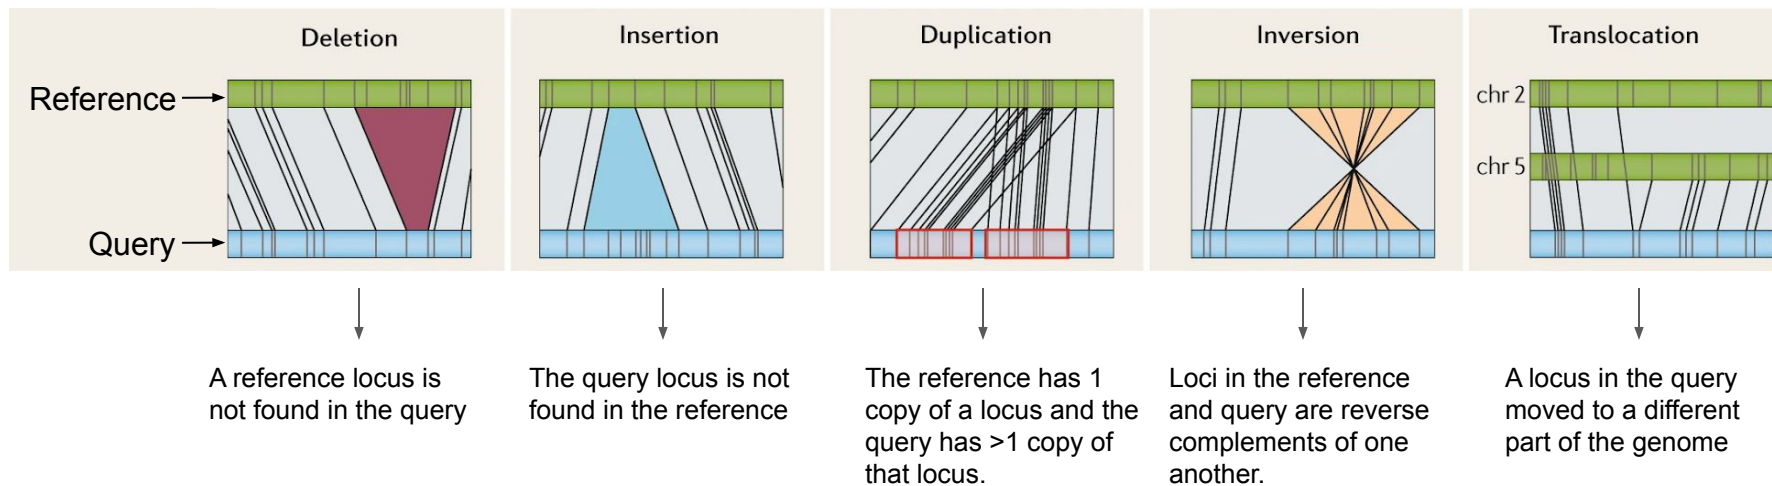 Deletion
Insertion
Duplication
Inversion
Translocation
Reference
Query
chr 2
chr 5
A reference locus is
not found in the query
The query locus is not
found in the reference
The reference has 1
copy of a locus and the
query has >1 copy of
that locus.
Loci in the reference
and query are reverse
complements of one
another.
A locus in the query
moved to a different
part of the genome